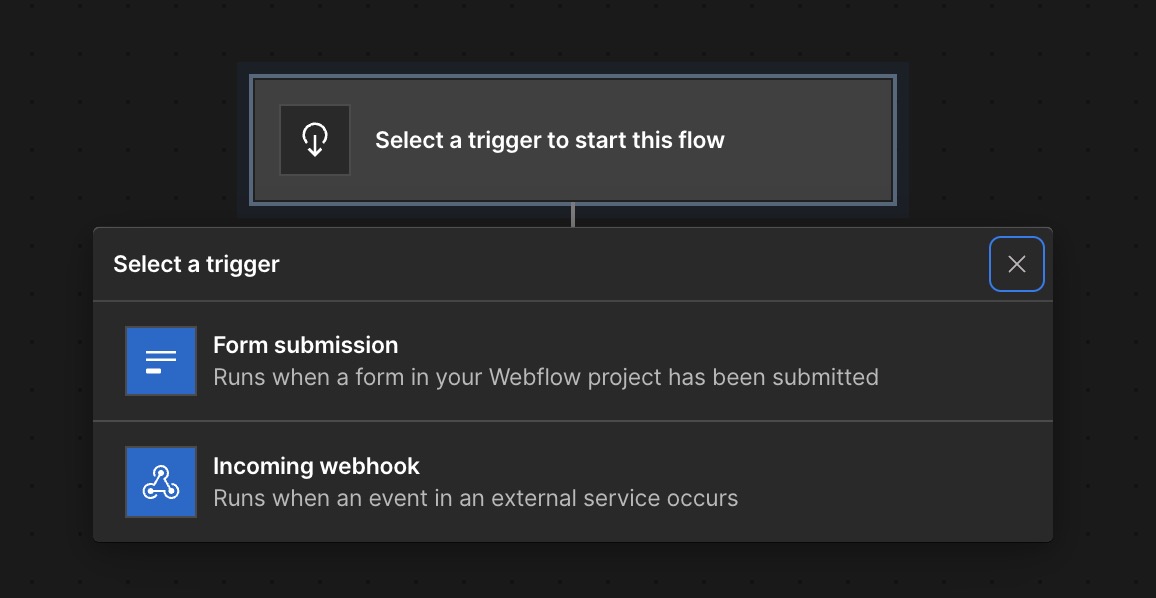 Select a trigger to start this flow
Select a trigger
Form submission
Runs when a form in your Webflow project has been submitted
Incoming webhook
Runs when an event in an external service occurs